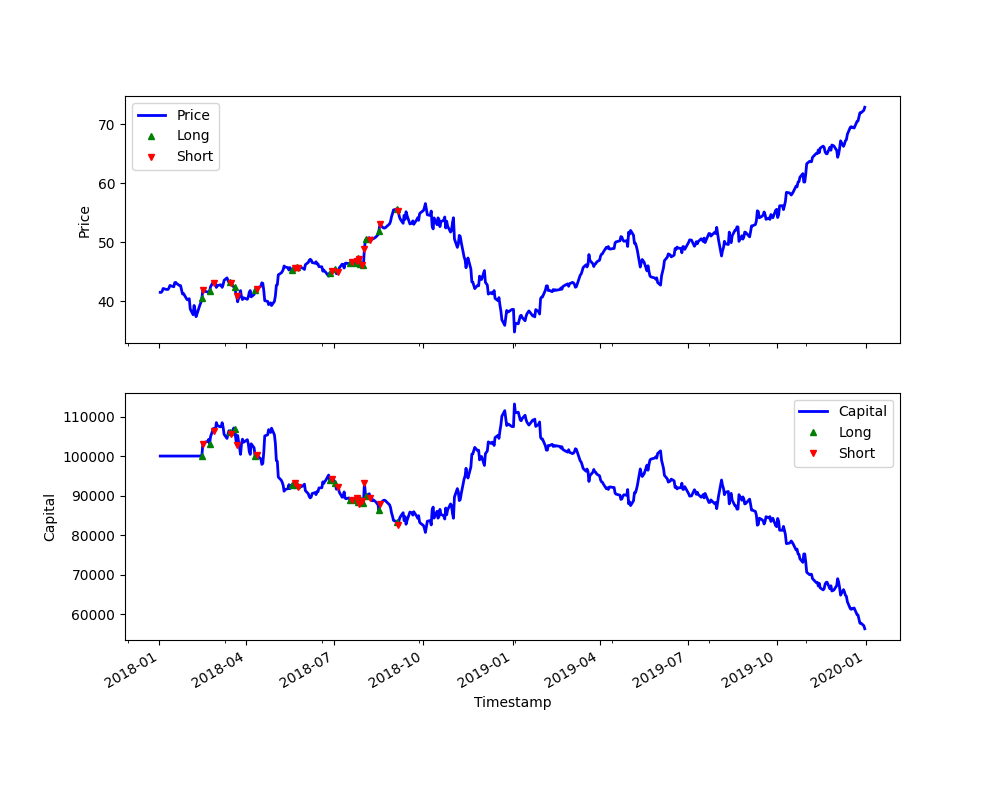 Price
Long
Short
70
60
50
40
Price
Capital
Long
Short
110000
100000
90000
80000
70000
60000
Capital
2018-01
2018-04
2018-07
2018-10
2019-01
2019-04
2019-07
2019-10
2020-01
Timestamp